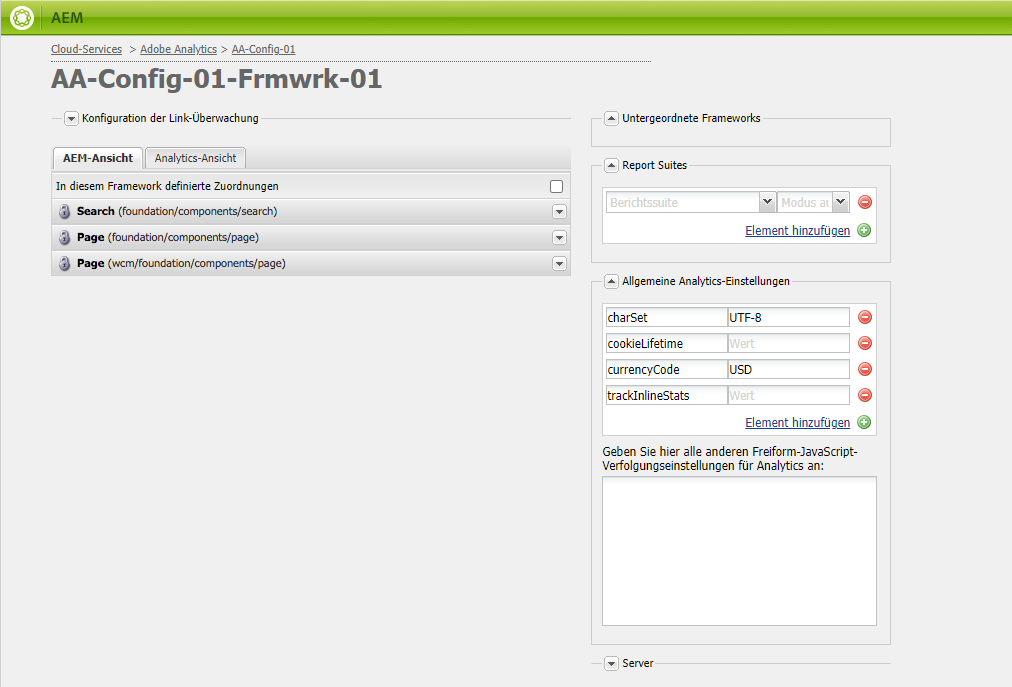 AEM
Cloud-Services > Adobe Analytics > AA-Config-01
AA-Config-01-Frmwrk-01
Konfiguration der Link-Überwachung
AEM-Ansicht
Analytics-Ansicht
In diesem Framework definierte Zuordnungen
Search (foundation/components/search)
Page (foundation/components/page)
Page (wcm/foundation/components/page)
Untergeordnete Frameworks
Report Suites
Berichtssuite
Modus au
Element hinzufügen
Allgemeine Analytics-Einstellungen
charSet UTF-8
cookieLifetime Wert
currencyCode USD
trackInlineStats Wert
Element hinzufügen
Geben Sie hier alle anderen Freiform-JavaScript-
Verfolgungseinstellungen für Analytics an:
Server